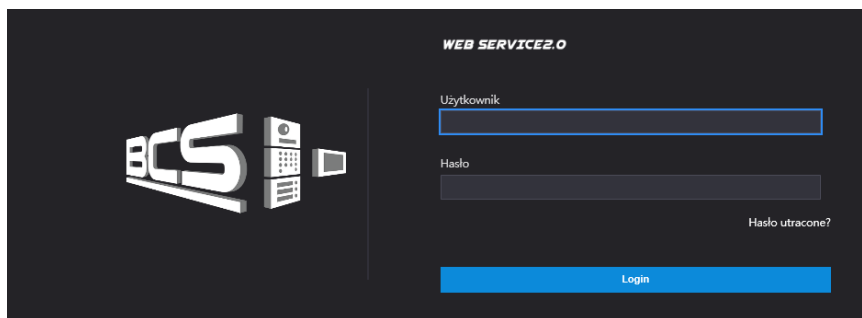 WEB SERVICE2.0
Użytkownik
BCS
Hasło
Hasło utracone?
Login